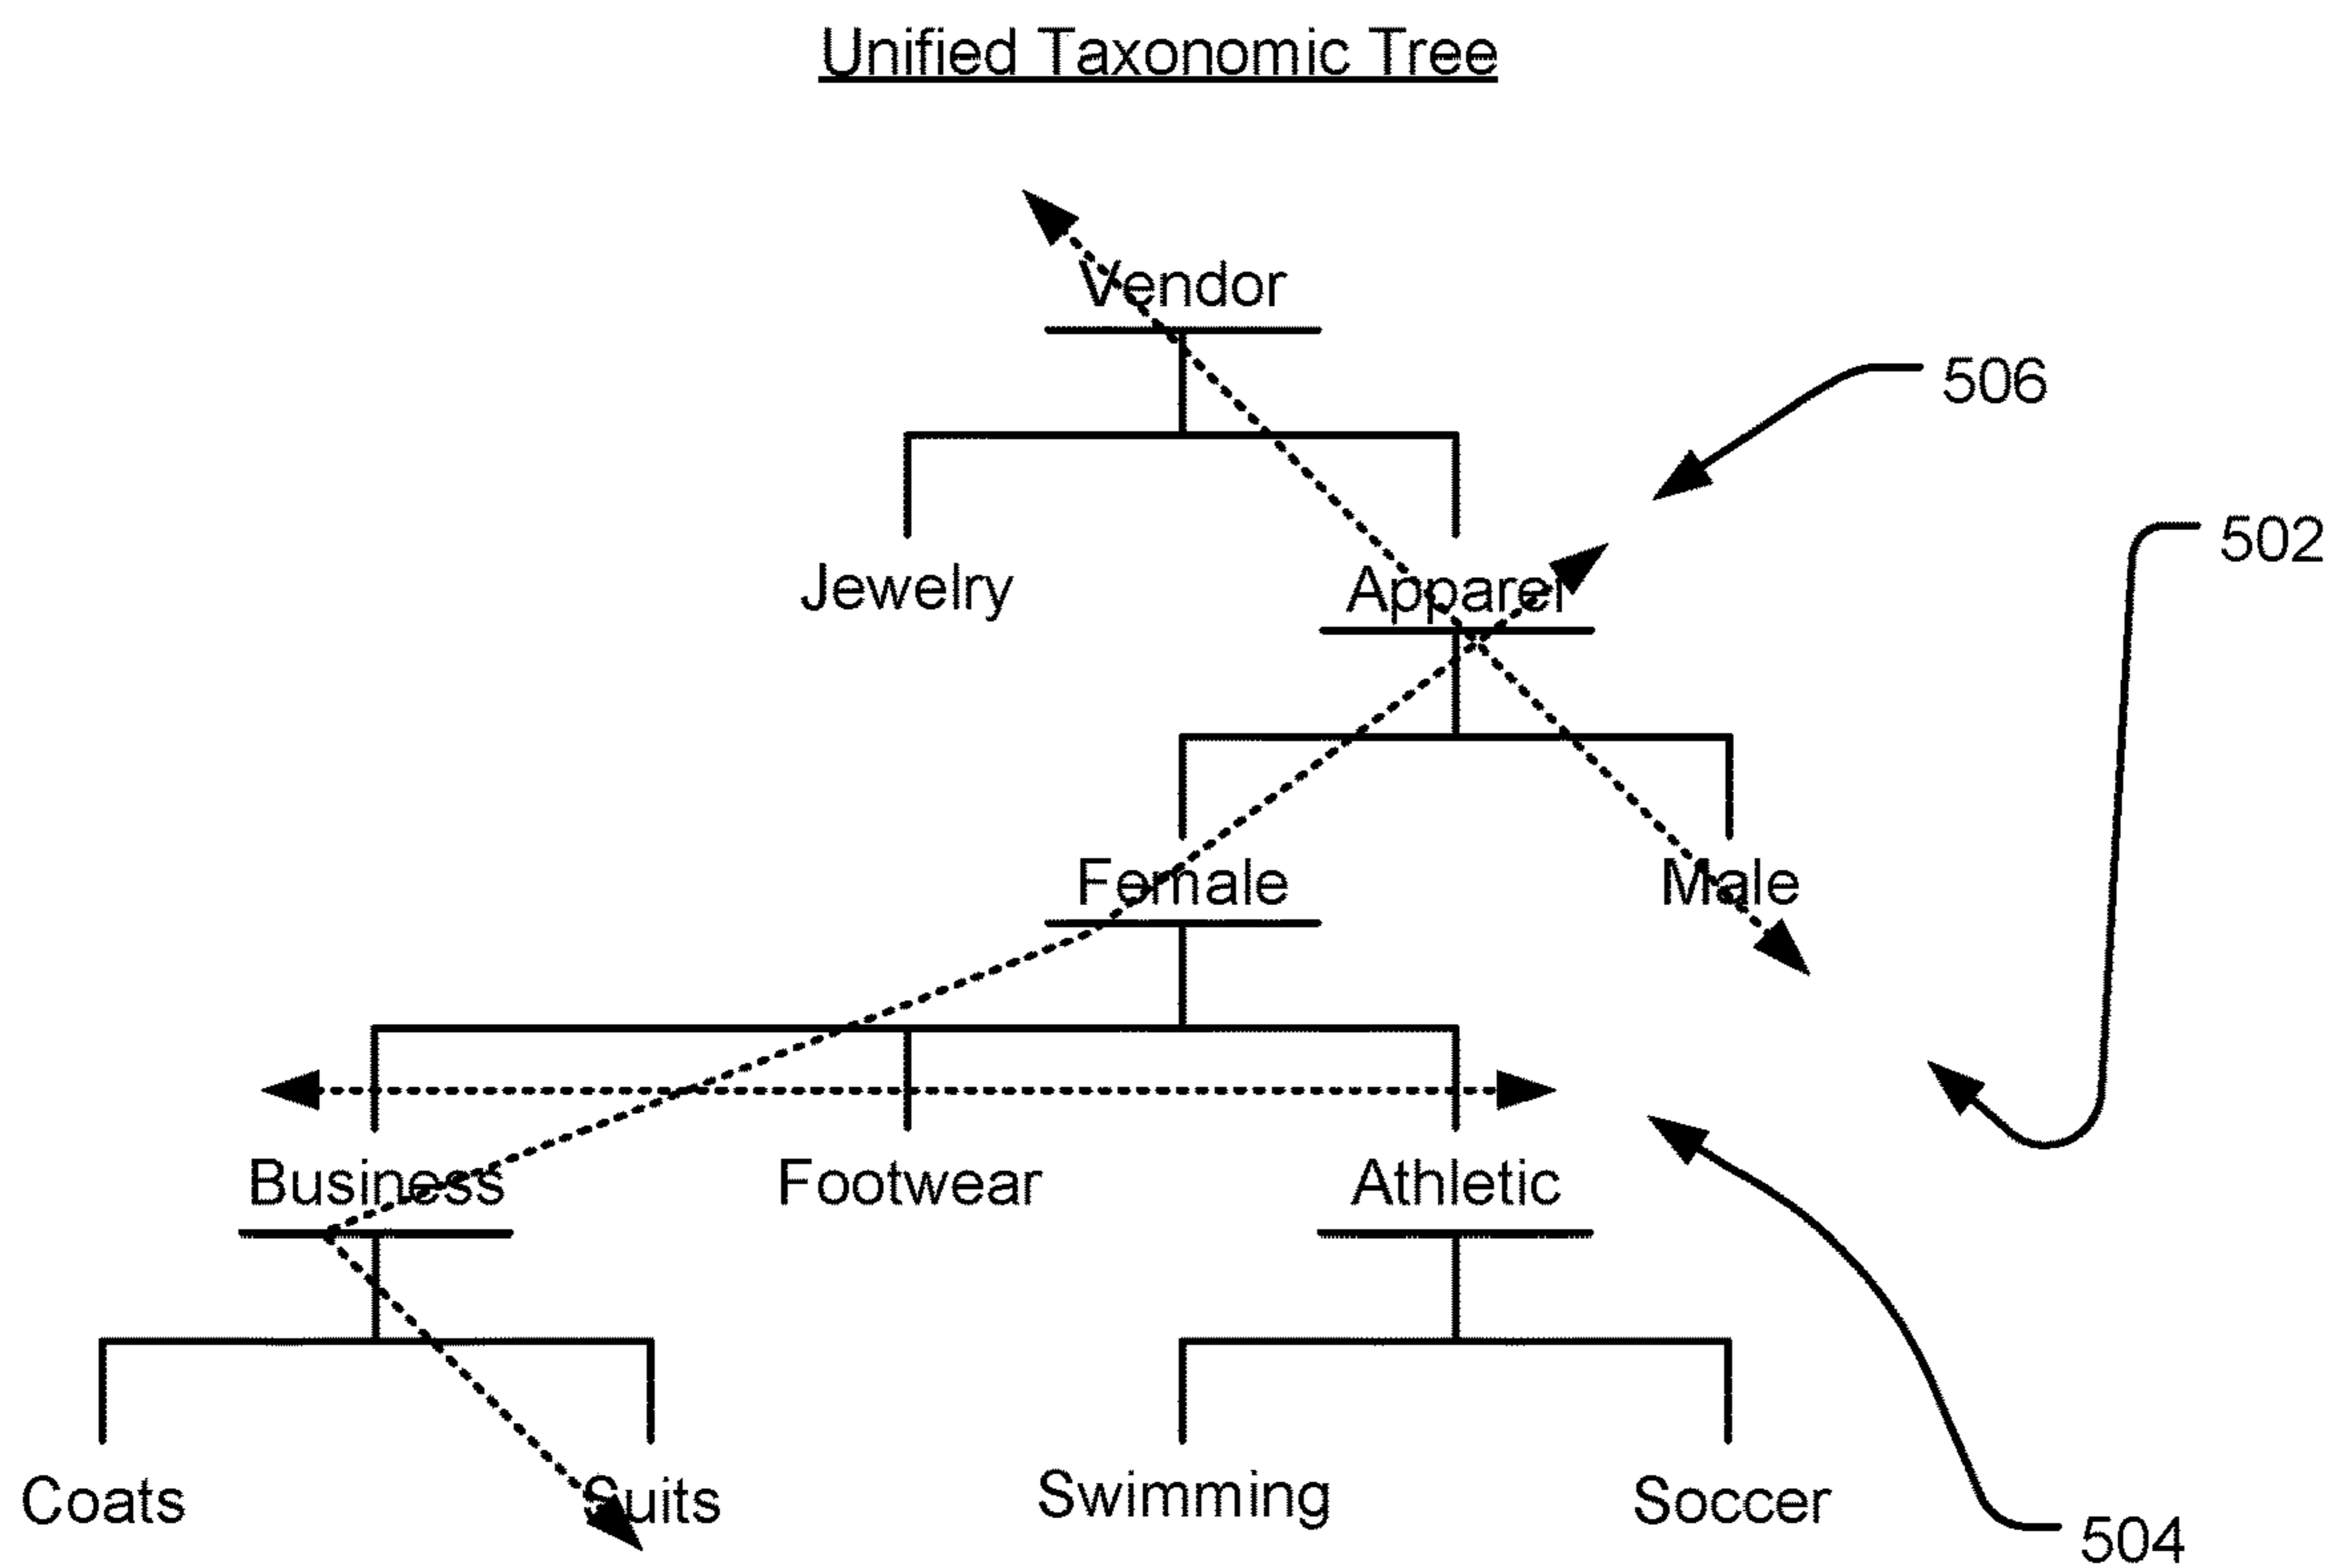 Unified Taxonomic Tree
Vendor
506
502
Jewelry Apparel
Female Male
Business Footwear Athletic
Coats Suits Swimming Soccer
504